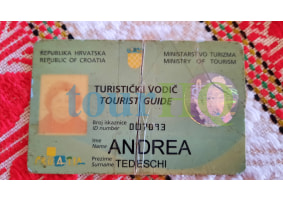 REPUBLIKA HRVATSKA
REPUBLIC OF CROATIA
MINISTARSTVO TURIZMA
MINISTRY OF TOURISM
TURISTIČKI VODIČ
TOURIST GUIDE
Broj iskaznice
ID number
Ime
Name
ANDREA
Prezime
Surname
TEDESCHI